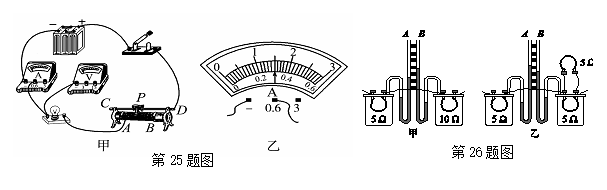 − +
A V
C P D
A B
甲
第 25 题图
0 1 2 3
0 0.2 0.4 0.6
A
− 0.6 3
乙
A B
5Ω 10Ω
甲
A B
5Ω
5Ω 5Ω
乙
第 26 题图